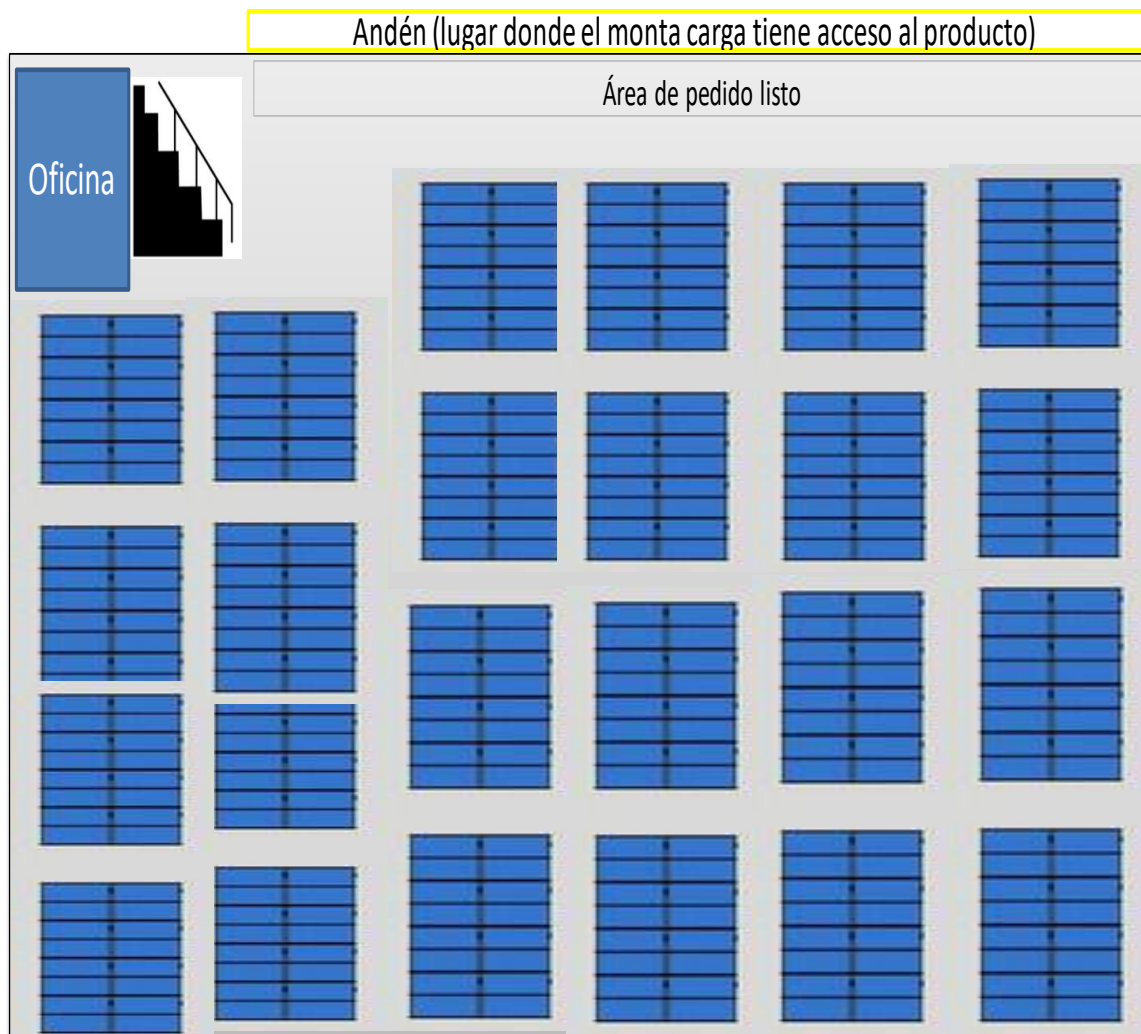 Andén (lugar donde el monta carga tiene acceso al producto)
Área de pedido listo
Oficina